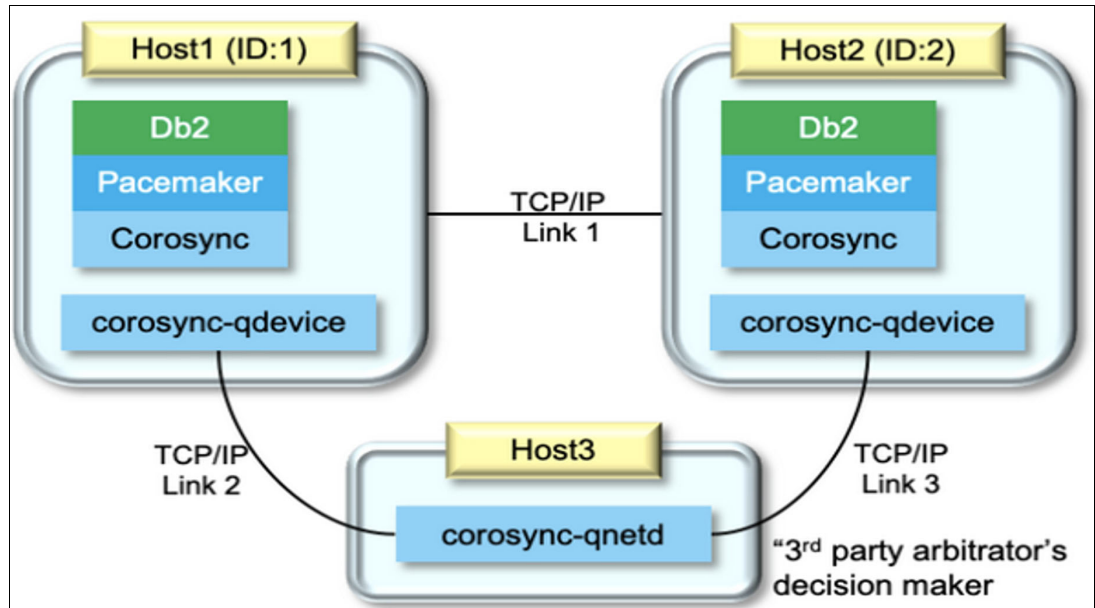 Host1 (ID:1)
Db2
Pacemaker
Corosync
corosync-qdevice
TCP/IP
Link 1
Host2 (ID:2)
Db2
Pacemaker
Corosync
corosync-qdevice
TCP/IP
Link 2
Host3
corosync-qnetd
TCP/IP
Link 3
“3rd party arbitrator’s
decision maker